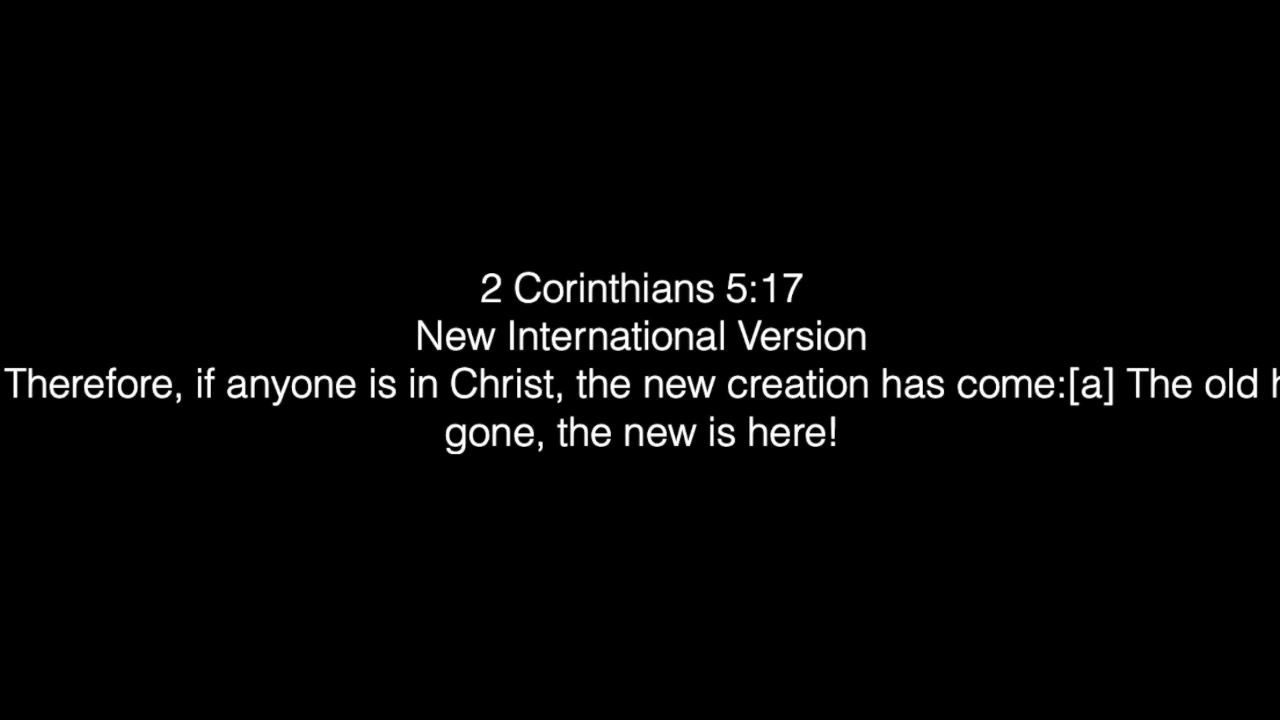 2 Corinthians 5:17
New International Version
Therefore, if anyone is in Christ, the new creation has come:[a] The old
gone, the new is here!